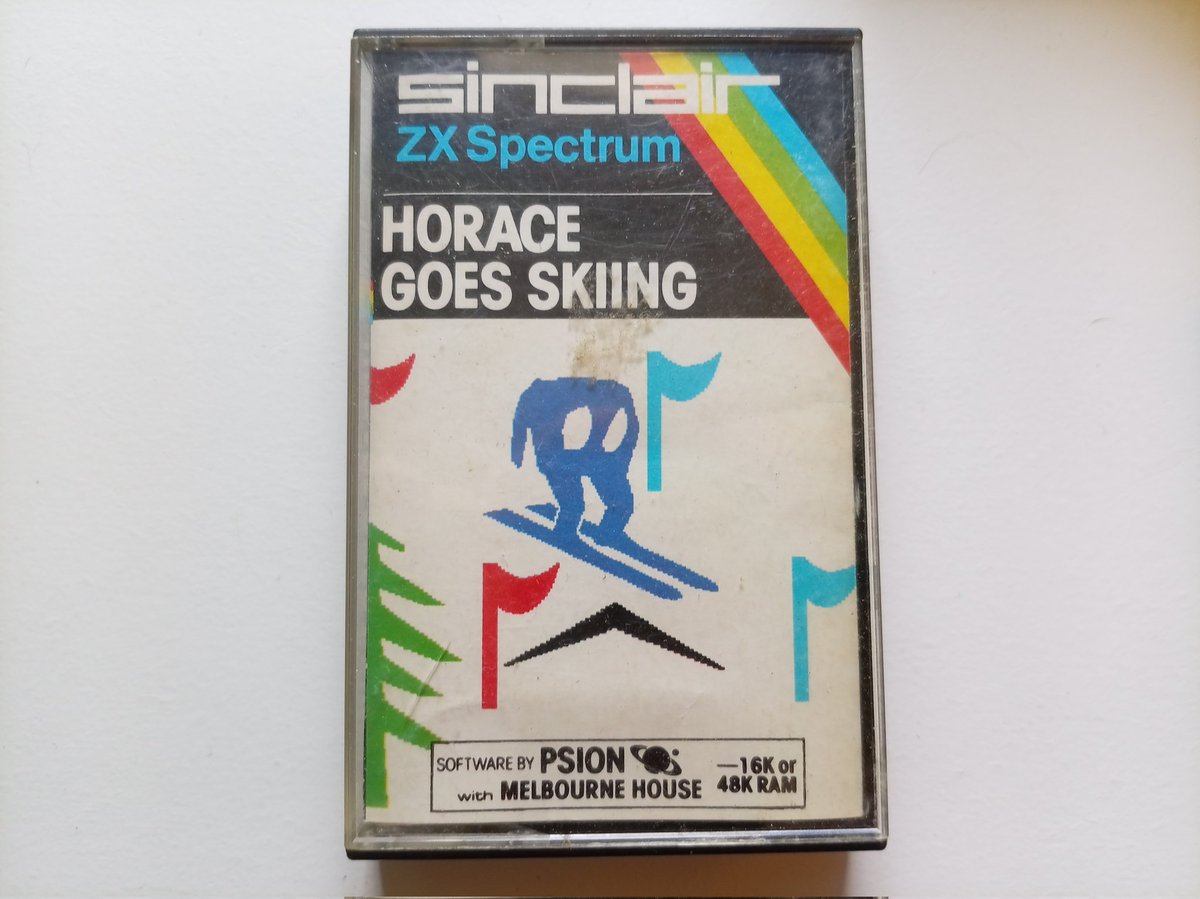 sinclair
ZX Spectrum
HORACE
GOES SKIING
SOFTWARE BY PSION
with MELBOURNE HOUSE
—16K or
48K RAM